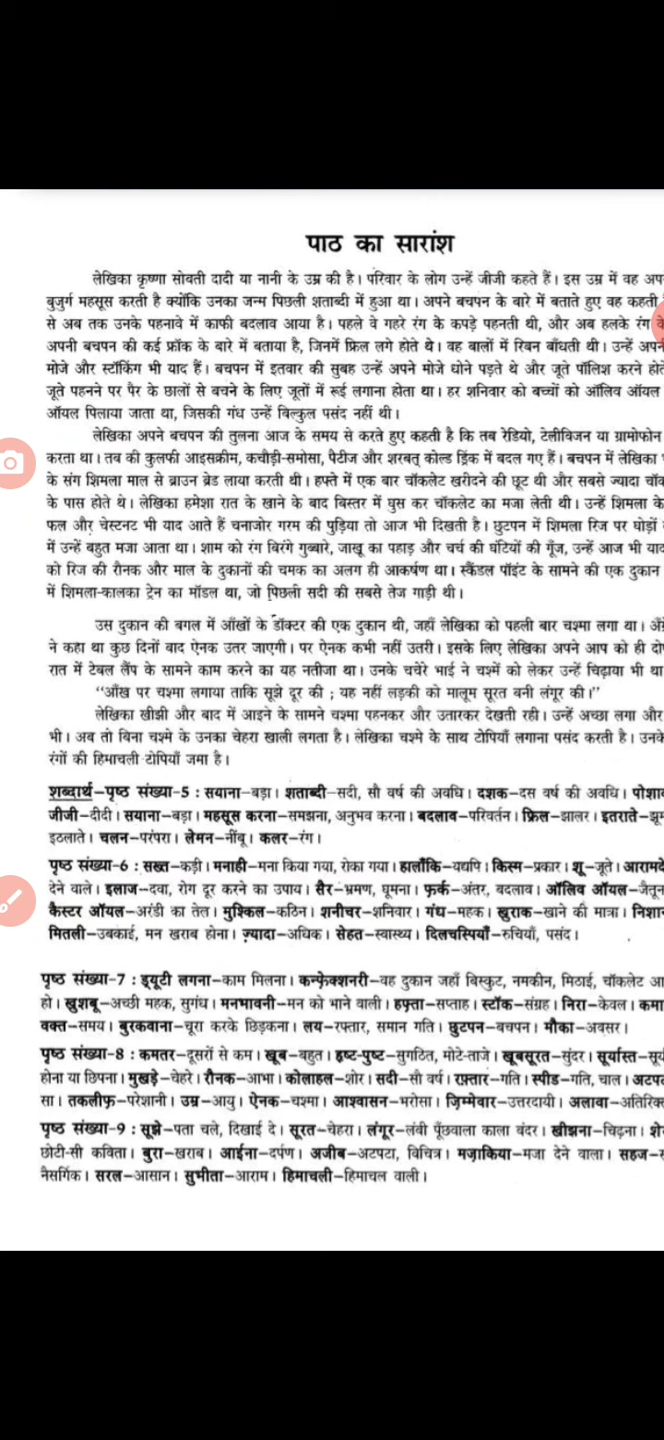 पाठ का सारांश
लेखिका कृष्णा सोबती दादी या नानी के उम्र की है। परिवार के लोग उन्हें जीजी कहते हैं। इस उम्र में वह अप
बुजुर्ग महसूस करती है क्योंकि उनका जन्म पिछली शताब्दी में हुआ था। अपने बचपन के बारे में बताते हुए वह कहती
से अब तक उनके पहनावे में काफी बदलाव आया है। पहले वे गहरे रंग के कपड़े पहनती थी, और अब हलके रंग के
अपनी बचपन की कई फ्रॉक के बारे में बताया है, जिनमें फ्रिल लगे होते थे। वह बालों में रिबन बाँधती थी। उन्हें अपने
मोजे और स्टॉकिंग भी याद हैं। बचपन में इतवार की सुबह उन्हें अपने मोजे धोने पड़ते थे और जूते पॉलिश करने होते
जूते पहनने पर पैर के छालों से बचने के लिए जूतों में रूई लगाना होता था। हर शनिवार को बच्चों को ऑलिव ऑयल
ऑयल पिलाया जाता था, जिसकी गंध उन्हें बिल्कुल पसंद नहीं थी।
लेखिका अपने बचपन की तुलना आज के समय से करते हुए कहती है कि तब रेडियो, टेलीविजन या ग्रामोफोन
करता था। तब की कुलफी आइसक्रीम, कचौड़ी-समोसा, पैटीज और शरबत् कोल्ड ड्रिंक में बदल गए हैं। बचपन में लेखिका
के संग शिमला माल से ब्राउन ब्रेड लाया करती थी। हफ्ते में एक बार चॉकलेट खरीदने की छूट थी और सबसे ज्यादा चॉक
के पास होते थे। लेखिका हमेशा रात के खाने के बाद बिस्तर में घुस कर चॉकलेट का मजा लेती थी। उन्हें शिमला के
फल और चेस्टनट भी याद आते हैं चनाजोर गरम की पुड़िया तो आज भी दिखती है। छुटपन में शिमला रिज पर घोड़ों
में उन्हें बहुत मजा आता था। शाम को रंग बिरंगे गुब्बारे, जाखू का पहाड़ और चर्च की घंटियों की गूँज, उन्हें आज भी याद
को रिज की रौनक और माल के दुकानों की चमक का अलग ही आकर्षण था। स्कैंडल पॉइंट के सामने की एक दुकान
में शिमला-कालका ट्रेन का मॉडल था, जो पिछली सदी की सबसे तेज गाड़ी थी।
उस दुकान की बगल में आँखों के डॉक्टर की एक दुकान थी, जहाँ लेखिका को पहली बार चश्मा लगा था। अँग्रे
ने कहा था कुछ दिनों बाद ऐनक उतर जाएगी। पर ऐनक कभी नहीं उतरी। इसके लिए लेखिका अपने आप को ही दो
रात में टेबल लैंप के सामने काम करने का यह नतीजा था। उनके चचेरे भाई ने चश्में को लेकर उन्हें चिढ़ाया भी था
"आँख पर चश्मा लगाया ताकि सूझे दूर की ; यह नहीं लड़की को मालूम सूरत बनी लंगूर की।"
लेखिका खीझी और बाद में आइने के सामने चश्मा पहनकर और उतारकर देखती रही। उन्हें अच्छा लगा और
भी। अब तो बिना चश्मे के उनका चेहरा खाली लगता है। लेखिका चश्मे के साथ टोपियाँ लगाना पसंद करती है। उनके
रंगों की हिमाचली टोपियाँ जमा है।
शब्दार्थ–पृष्ठ संख्या-5 : सयाना–बड़ा। शताब्दी–सदी, सौ वर्ष की अवधि। दशक–दस वर्ष की अवधि। पोशाक
जीजी–दीदी। सयाना–बड़ा। महसूस करना–समझना, अनुभव करना। बदलाव–परिवर्तन। फ्रिल–झालर। इतराते–झूम
इठलाते। चलन–परंपरा। लेमन–नींबू। कलर–रंग।
पृष्ठ संख्या-6 : सख्त–कड़ी। मनाही–मना किया गया, रोका गया। हालाँकि–यद्यपि। किस्म–प्रकार। शू–जूते। आरामदे
देने वाले। इलाज–दवा, रोग दूर करने का उपाय। सैर–भ्रमण, घूमना। फ़र्क–अंतर, बदलाव। ऑलिव ऑयल–जैतून
कैस्टर ऑयल–अरंडी का तेल। मुश्किल–कठिन। शनीचर–शनिवार। गंध–महक। खुराक–खाने की मात्रा। निशान
मितली–उबकाई, मन खराब होना। ज़्यादा–अधिक। सेहत–स्वास्थ्य। दिलचस्पियाँ–रुचियाँ, पसंद।
पृष्ठ संख्या-7 : ड्यूटी लगना–काम मिलना। कन्फ़ेक्शनरी–वह दुकान जहाँ बिस्कुट, नमकीन, मिठाई, चॉकलेट आ
हो। खुशबू–अच्छी महक, सुगंध। मनभावनी–मन को भाने वाली। हफ़्ता–सप्ताह। स्टॉक–संग्रह। निरा–केवल। कमा
वक्त–समय। बुरकवाना–चूरा करके छिड़कना। लय–रफ्तार, समान गति। छुटपन–बचपन। मौका–अवसर।
पृष्ठ संख्या-8 : कमतर–दूसरों से कम। खूब–बहुत। हृष्ट-पुष्ट–सुगठित, मोटे-ताजे। खूबसूरत–सुंदर। सूर्यास्त–सूर्य
होना या छिपना। मुखड़े–चेहरे। रौनक–आभा। कोलाहल–शोर। सदी–सौ वर्ष। रफ़्तार–गति। स्पीड–गति, चाल। अटपट
सा। तकलीफ़–परेशानी। उम्र–आयु। ऐनक–चश्मा। आश्वासन–भरोसा। ज़िम्मेवार–उत्तरदायी। अलावा–अतिरिक्त
पृष्ठ संख्या-9 : सूझे–पता चले, दिखाई दे। सूरत–चेहरा। लंगूर–लंबी पूँछवाला काला बंदर। खीझना–चिढ़ना। शे
छोटी-सी कविता। बुरा–खराब। आईना–दर्पण। अजीब–अटपटा, विचित्र। मज़ाकिया–मजा देने वाला। सहज–स
नैसर्गिक। सरल–आसान। सुभीता–आराम। हिमाचली–हिमाचल वाली।